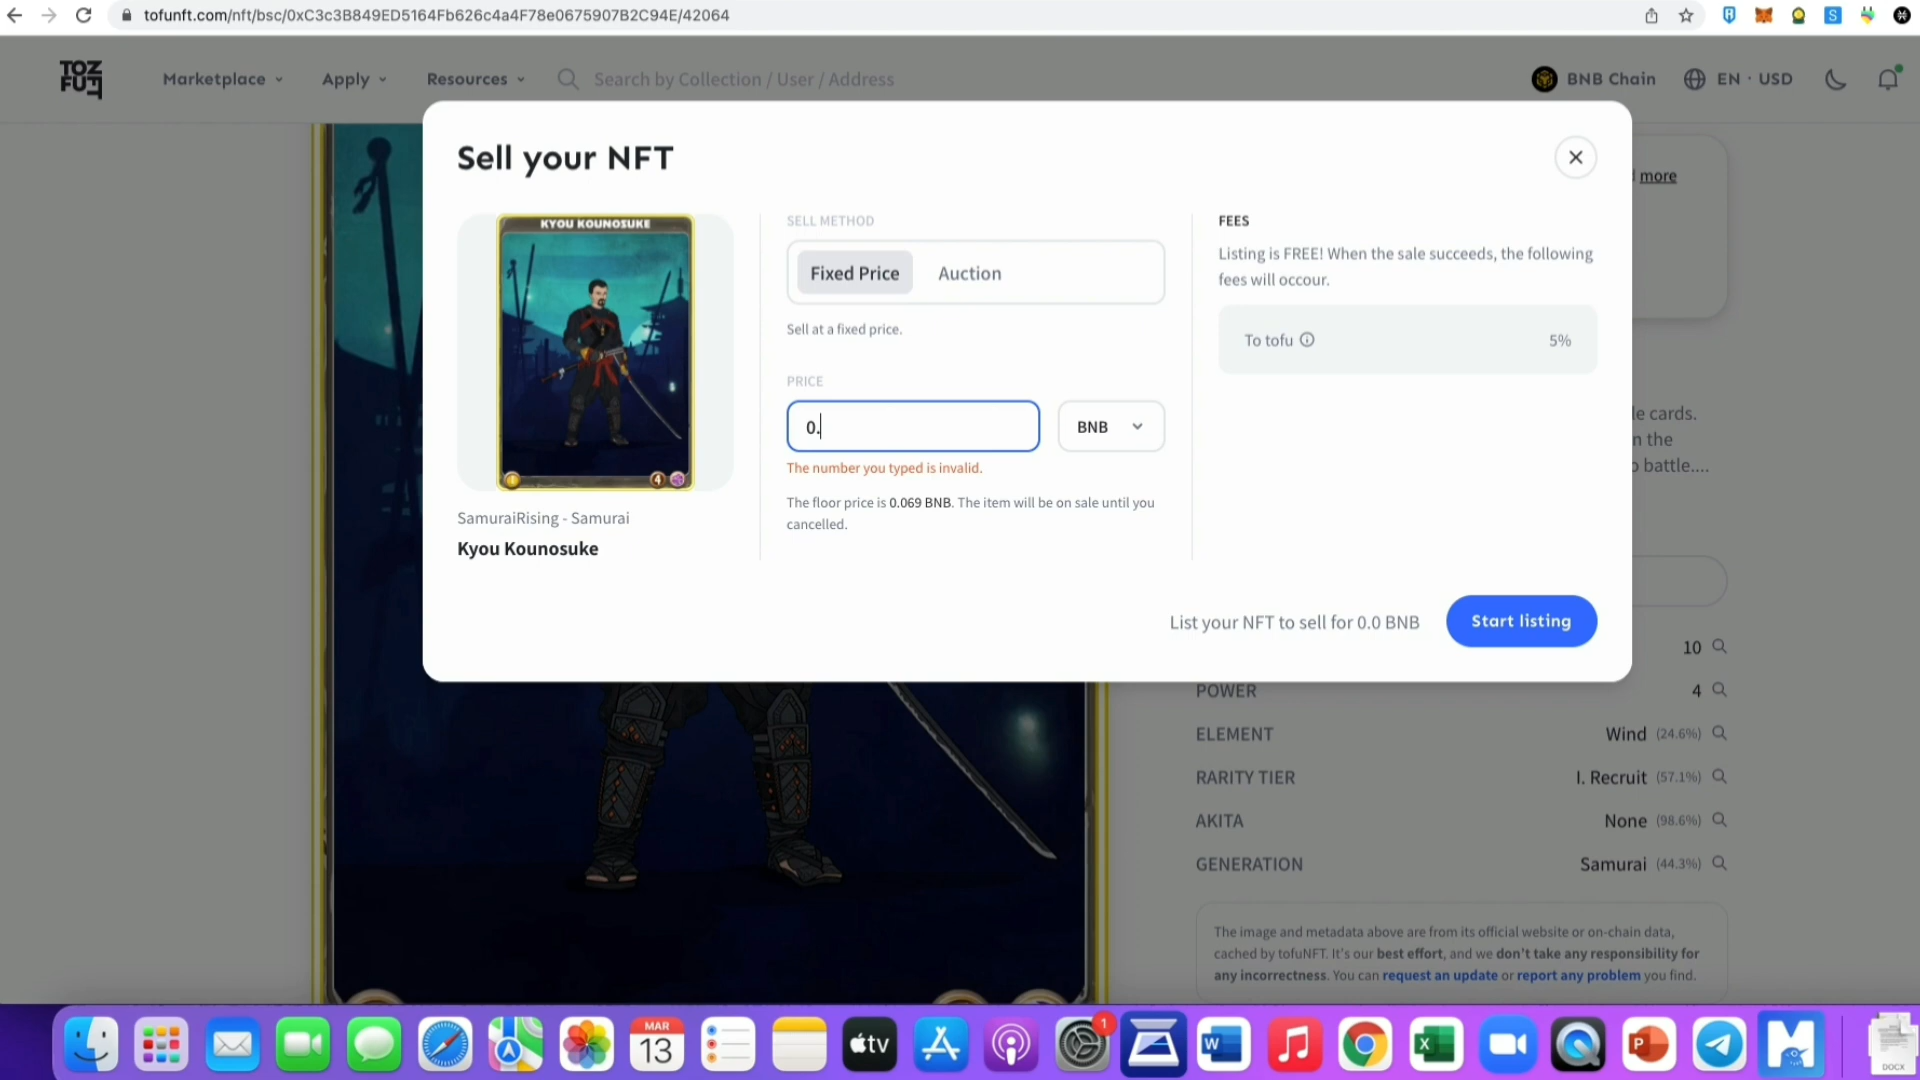 tofunft.com/nft/bsc/0xC3c3B849ED5164Fb626c4a4F78e0675907B2C94E/42064
TOZ
FUT
Marketplace
Apply
Resources
Search by Collection / User / Address
BNB Chain
EN · USD
Sell your NFT
more
KYOU KOUNOSUKE
4
SamuraiRising - Samurai
Kyou Kounosuke
SELL METHOD
Fixed Price
Auction
Sell at a fixed price.
PRICE
0.
BNB
The number you typed is invalid.
The floor price is 0.069 BNB. The item will be on sale until you
cancelled.
FEES
Listing is FREE! When the sale succeeds, the following
fees will occour.
To tofu
5%
List your NFT to sell for 0.0 BNB
Start listing
le cards.
n the
battle....
10
POWER
4
ELEMENT
Wind (24.6%)
RARITY TIER
I. Recruit (57.1%)
AKITA
None (98.6%)
GENERATION
Samurai (44.3%)
The image and metadata above are from its official website or on-chain data,
cached by tofuNFT. It's our best effort, and we don't take any responsibility for
any incorrectness. You can request an update or report any problem you find.
MAR
13
tv
1
W
X
P
DOCX